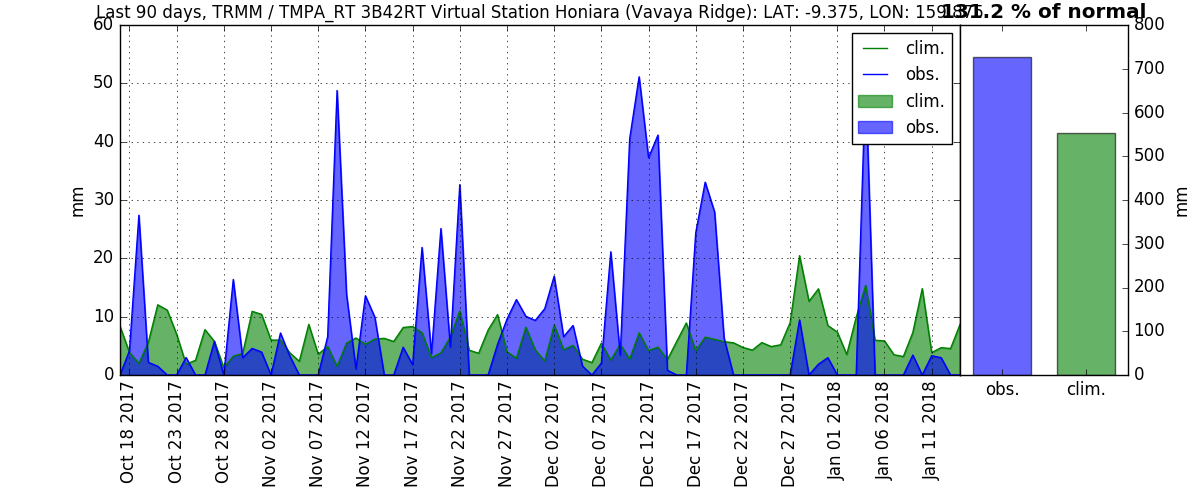 Last 90 days, TRMM / TMPA_RT 3B42RT Virtual Station Honiara (Vavaya Ridge): LAT: -9.375, LON:
131.2 % of normal
60
50
40
30
20
10
0
mm
clim.
obs.
clim.
obs.
800
700
600
500
400
300
200
100
0
mm
obs.
clim.
Oct 18 2017
Oct 23 2017
Oct 28 2017
Nov 02 2017
Nov 07 2017
Nov 12 2017
Nov 17 2017
Nov 22 2017
Nov 27 2017
Dec 02 2017
Dec 07 2017
Dec 12 2017
Dec 17 2017
Dec 22 2017
Dec 27 2017
Jan 01 2018
Jan 06 2018
Jan 11 2018